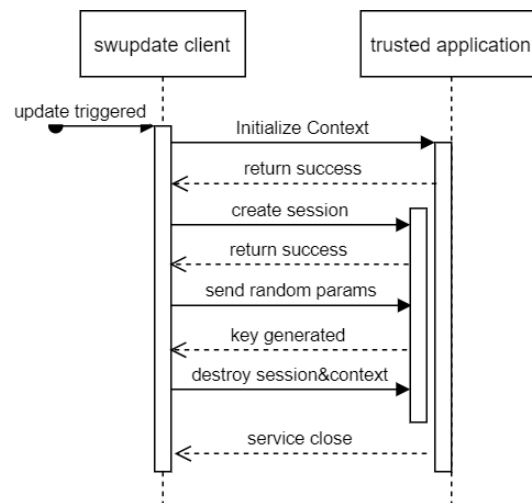 swupdate client
trusted application
update triggered
Initialize Context
return success
create session
return success
send random params
key generated
destroy session&context
service close